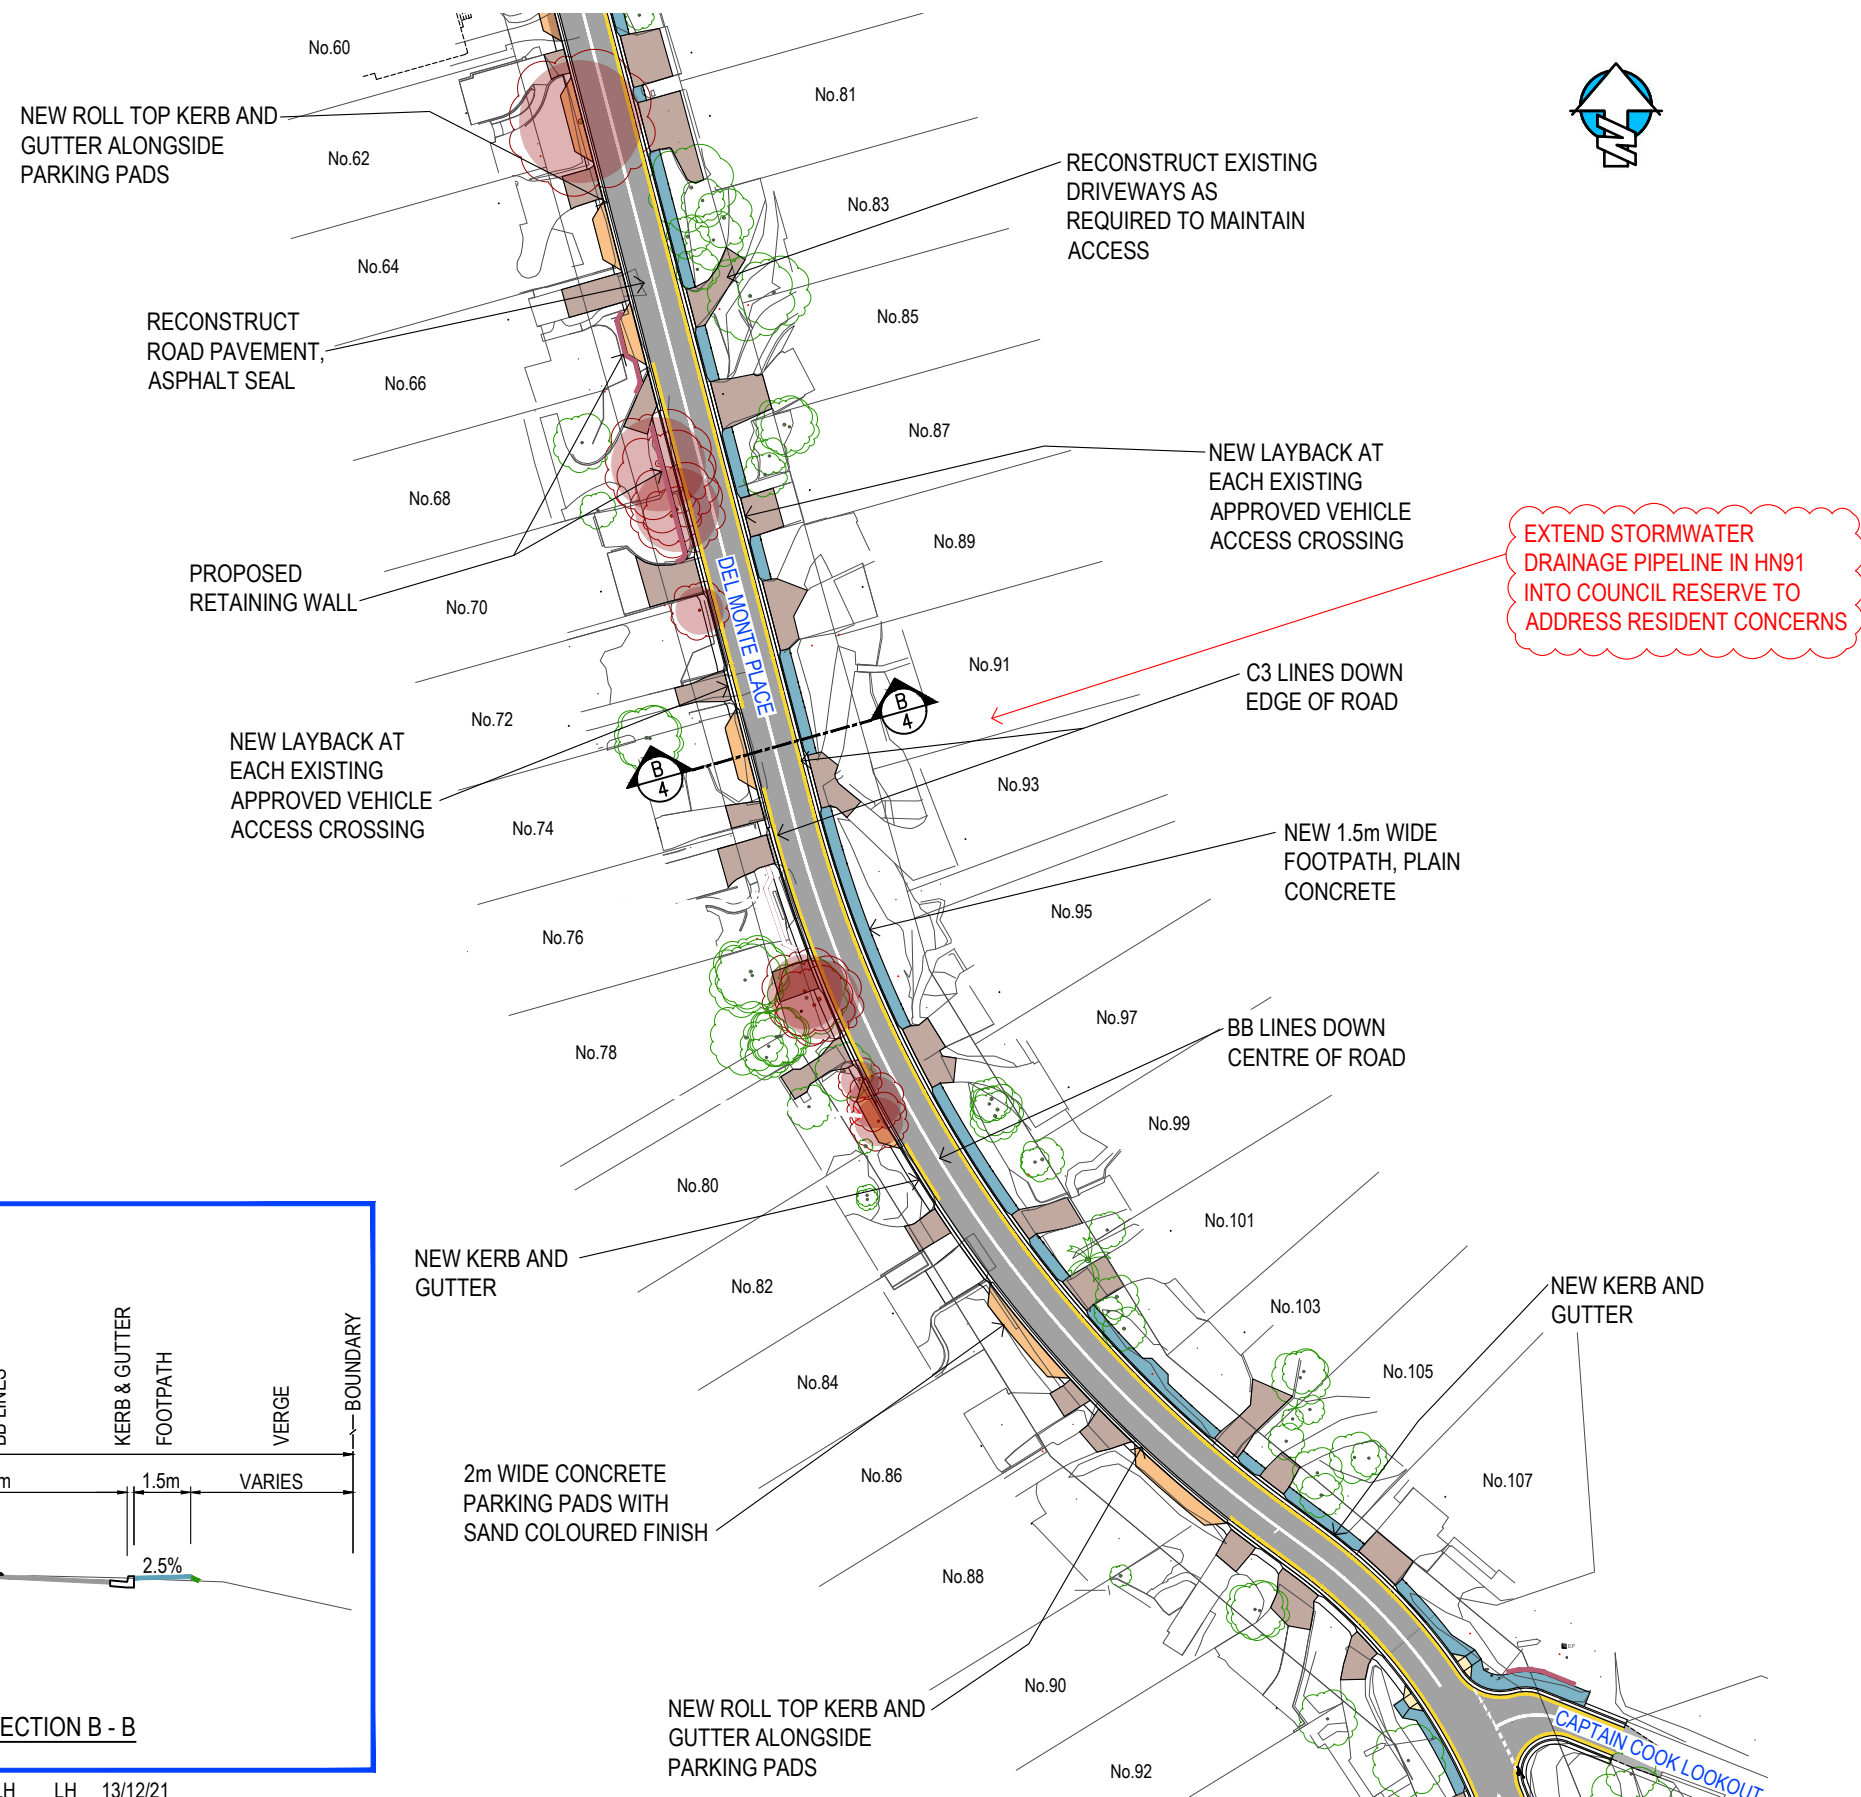 No.60
NEW ROLL TOP KERB AND
GUTTER ALONGSIDE
PARKING PADS
No.62
No.81
No.83
RECONSTRUCT EXISTING
DRIVEWAYS AS
REQUIRED TO MAINTAIN
ACCESS
No.64
RECONSTRUCT
ROAD PAVEMENT,
ASPHALT SEAL
No.85
No.66
No.87
No.68
NEW LAYBACK AT
EACH EXISTING
APPROVED VEHICLE
ACCESS CROSSING
No.89
EXTEND STORMWATER
DRAINAGE PIPELINE IN HN91
INTO COUNCIL RESERVE TO
ADDRESS RESIDENT CONCERNS
PROPOSED
RETAINING WALL
No.70
DEL MONTE PLACE
No.91
C3 LINES DOWN
EDGE OF ROAD
No.72
B
4
B
4
NEW LAYBACK AT
EACH EXISTING
APPROVED VEHICLE
ACCESS CROSSING
No.93
No.74
NEW 1.5m WIDE
FOOTPATH, PLAIN
CONCRETE
No.95
No.76
No.97
BB LINES DOWN
CENTRE OF ROAD
No.78
No.99
No.80
No.101
NEW KERB AND
GUTTER
No.82
No.103
NEW KERB AND
GUTTER
No.105
No.84
2m WIDE CONCRETE
PARKING PADS WITH
SAND COLOURED FINISH
No.86
No.107
No.88
No.90
NEW ROLL TOP KERB AND
GUTTER ALONGSIDE
PARKING PADS
No.92
EP
CAPTAIN COOK LOOKOUT
BB LINES
KERB & GUTTER
FOOTPATH
VERGE
BOUNDARY
m
1.5m
VARIES
2.5%
ECTION B - B
LH LH 13/12/21
N